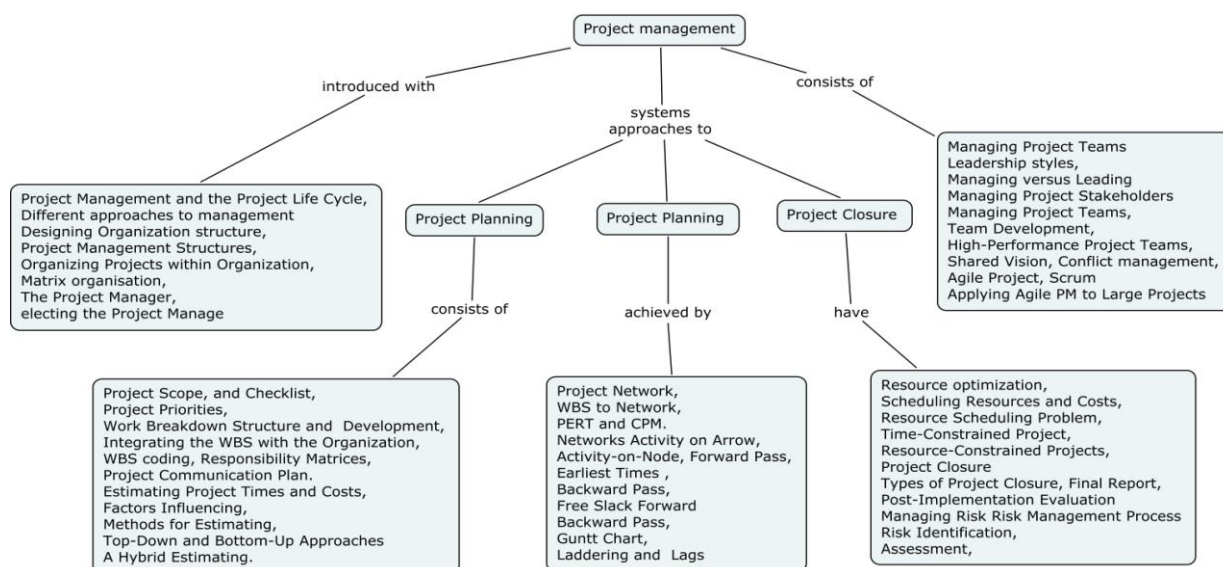 Project management
introduced with
systems
approaches to
consists of
Project Management and the Project Life Cycle,
Different approaches to management
Designing Organization structure,
Project Management Structures,
Organizing Projects within Organization,
Matrix organisation,
The Project Manager,
electing the Project Manage
Project Planning
Project Planning
Project Closure
Managing Project Teams
Leadership styles,
Managing versus Leading
Managing Project Stakeholders
Managing Project Teams,
Team Development,
High-Performance Project Teams,
Shared Vision, Conflict management,
Agile Project, Scrum
Applying Agile PM to Large Projects
consists of
achieved by
have
Project Scope, and Checklist,
Project Priorities,
Work Breakdown Structure and Development,
Integrating the WBS with the Organization,
WBS coding, Responsibility Matrices,
Project Communication Plan.
Estimating Project Times and Costs,
Factors Influencing,
Methods for Estimating,
Top-Down and Bottom-Up Approaches
A Hybrid Estimating.
Project Network,
WBS to Network,
PERT and CPM.
Networks Activity on Arrow,
Activity-on-Node, Forward Pass,
Earliest Times ,
Backward Pass,
Free Slack Forward
Backward Pass,
Guntt Chart,
Laddering and Lags
Resource optimization,
Scheduling Resources and Costs,
Resource Scheduling Problem,
Time-Constrained Project,
Resource-Constrained Projects,
Project Closure
Types of Project Closure, Final Report,
Post-Implementation Evaluation
Managing Risk Risk Management Process
Risk Identification,
Assessment,